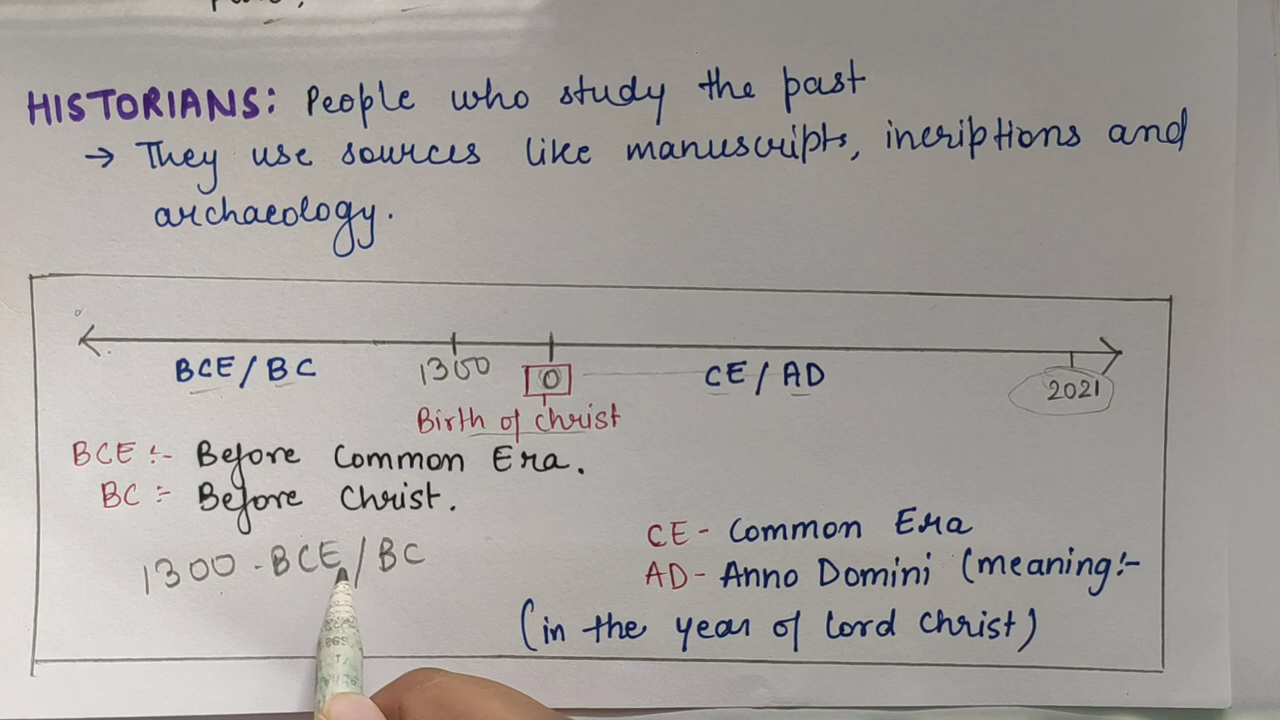 HISTORIANS: People who study the past
→ They use sources like manuscripts, incriptions and
archaeology.
1300 0 2021
BCE / BC CE / AD
Birth of Christ
BCE :- Before Common Era.
BC :- Before Christ.
1300 - BCE / BC
CE - Common Era
AD - Anno Domini (meaning:-
(in the year of lord Christ)